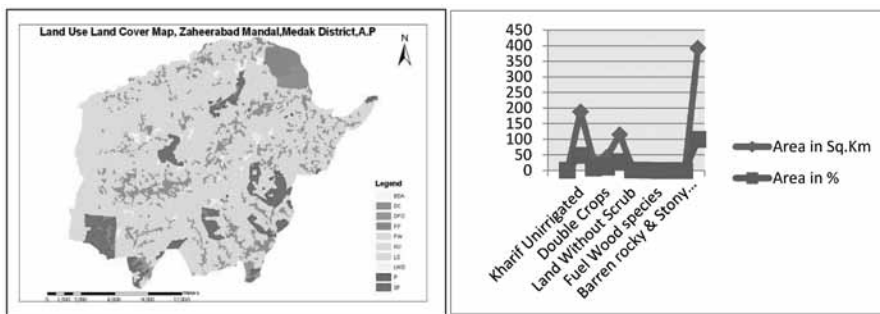 Land Use Land Cover Map, Zaheerabad Mandal,Medak District,A.P
N
Legend
BDA
DC
DFO
FF
KU
LS
P
450
400
350
300
250
200
150
100
50
0
Area in Sq.Km
Area in %
Kharif Unirrigated
Double Crops
Land Without Scrub
Fuel Wood species
Barren rocky & Stony...